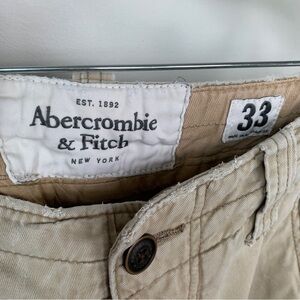 EST. 1892
Abercrombie
& Fitch
NEW YORK
33